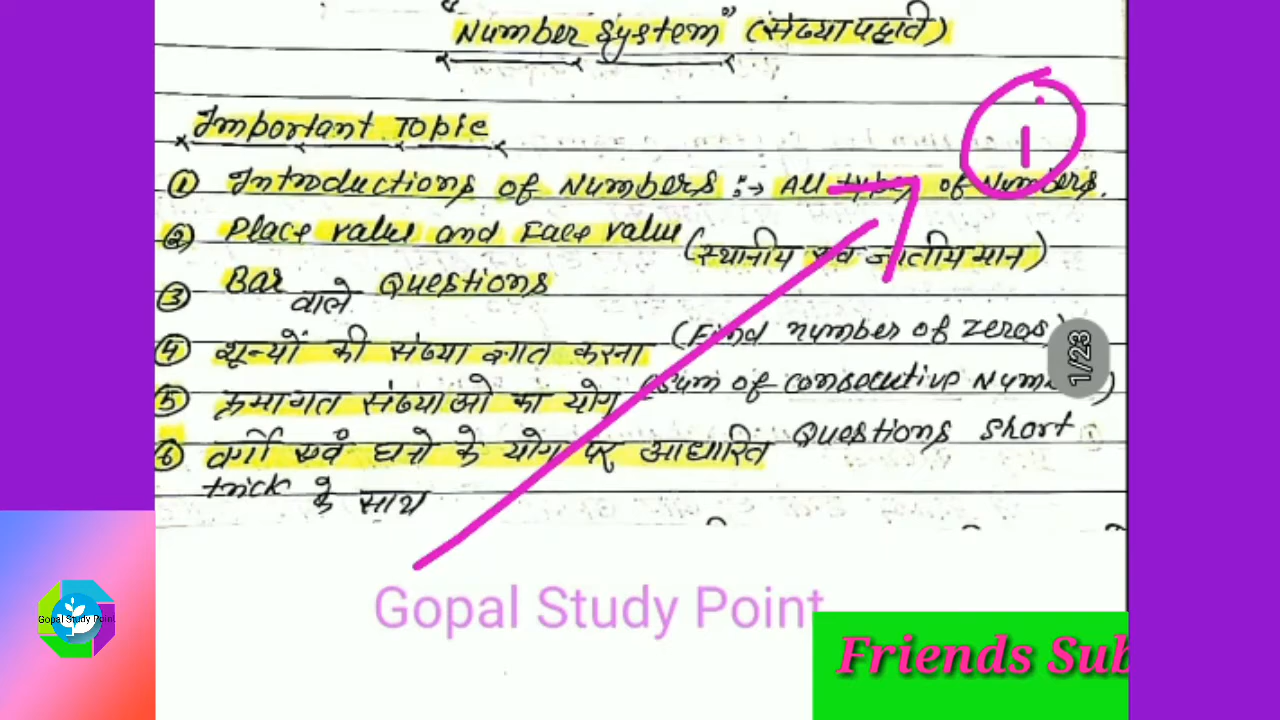 "Number System" (संख्या पद्धति)
Important Topic
① Introductions of Numbers :→ All types of Numbers.
② Place value and Face value (स्थानीय एवं जातीय मान)
③ Bar वाले Questions
④ शून्यों की संख्या ज्ञात करना (Find number of zeros)
⑤ क्रमागत संख्याओ का योग (Sum of consecutive Num )
⑥ वर्गो एवं घनो के योग पर आधारित Questions short
trick के साथ
i
1/23
Gopal Study Point
Gopal Study Point
Friends Sub